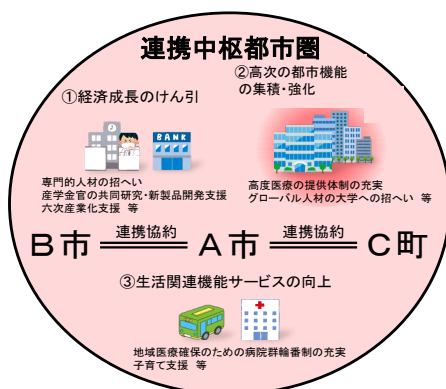 連携中枢都市圏
①経済成長のけん引
②高次の都市機能
の集積・強化
BANK
専門的人材の招へい
産学金官の共同研究・新製品開発支援
六次産業化支援 等
高度医療の提供体制の充実
グローバル人材の大学への招へい 等
B市 連携協約 A市 連携協約 C町
③生活関連機能サービスの向上
地域医療確保のための病院群輪番制の充実
子育て支援 等